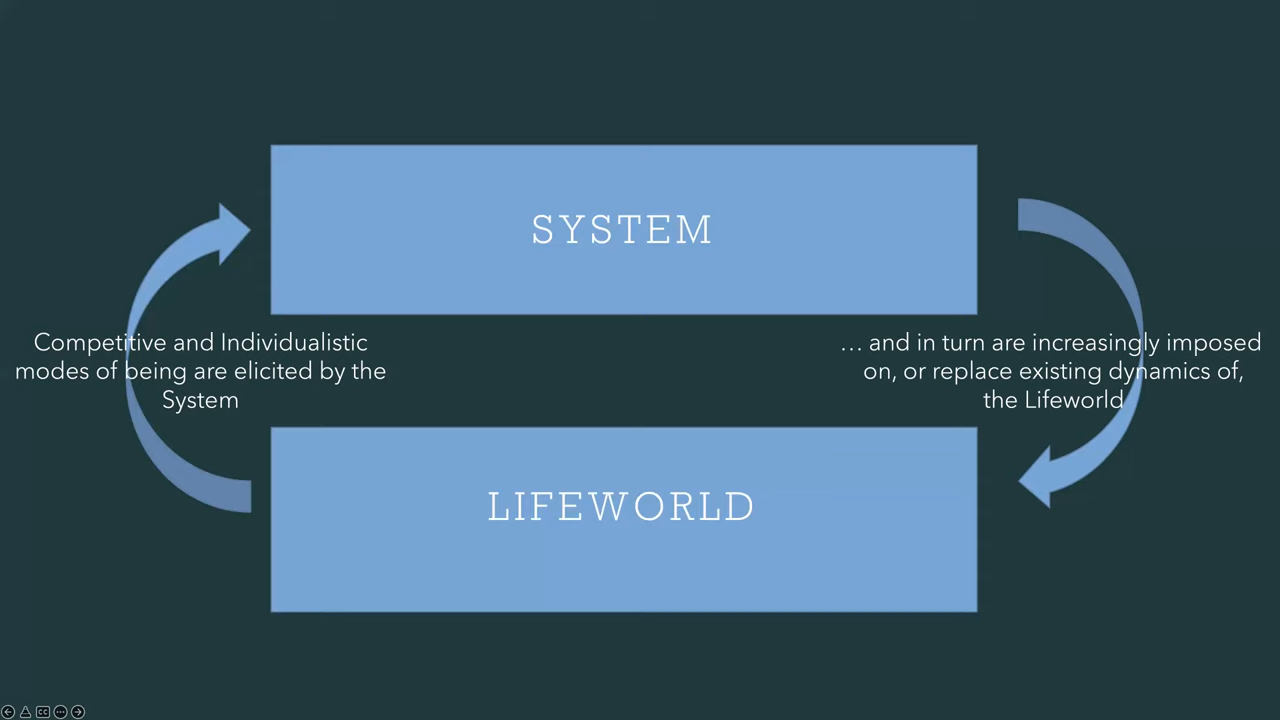 SYSTEM
Competitive and Individualistic
modes of being are elicited by the
System
… and in turn are increasingly imposed
on, or replace existing dynamics of,
the Lifeworld
LIFEWORLD
CC